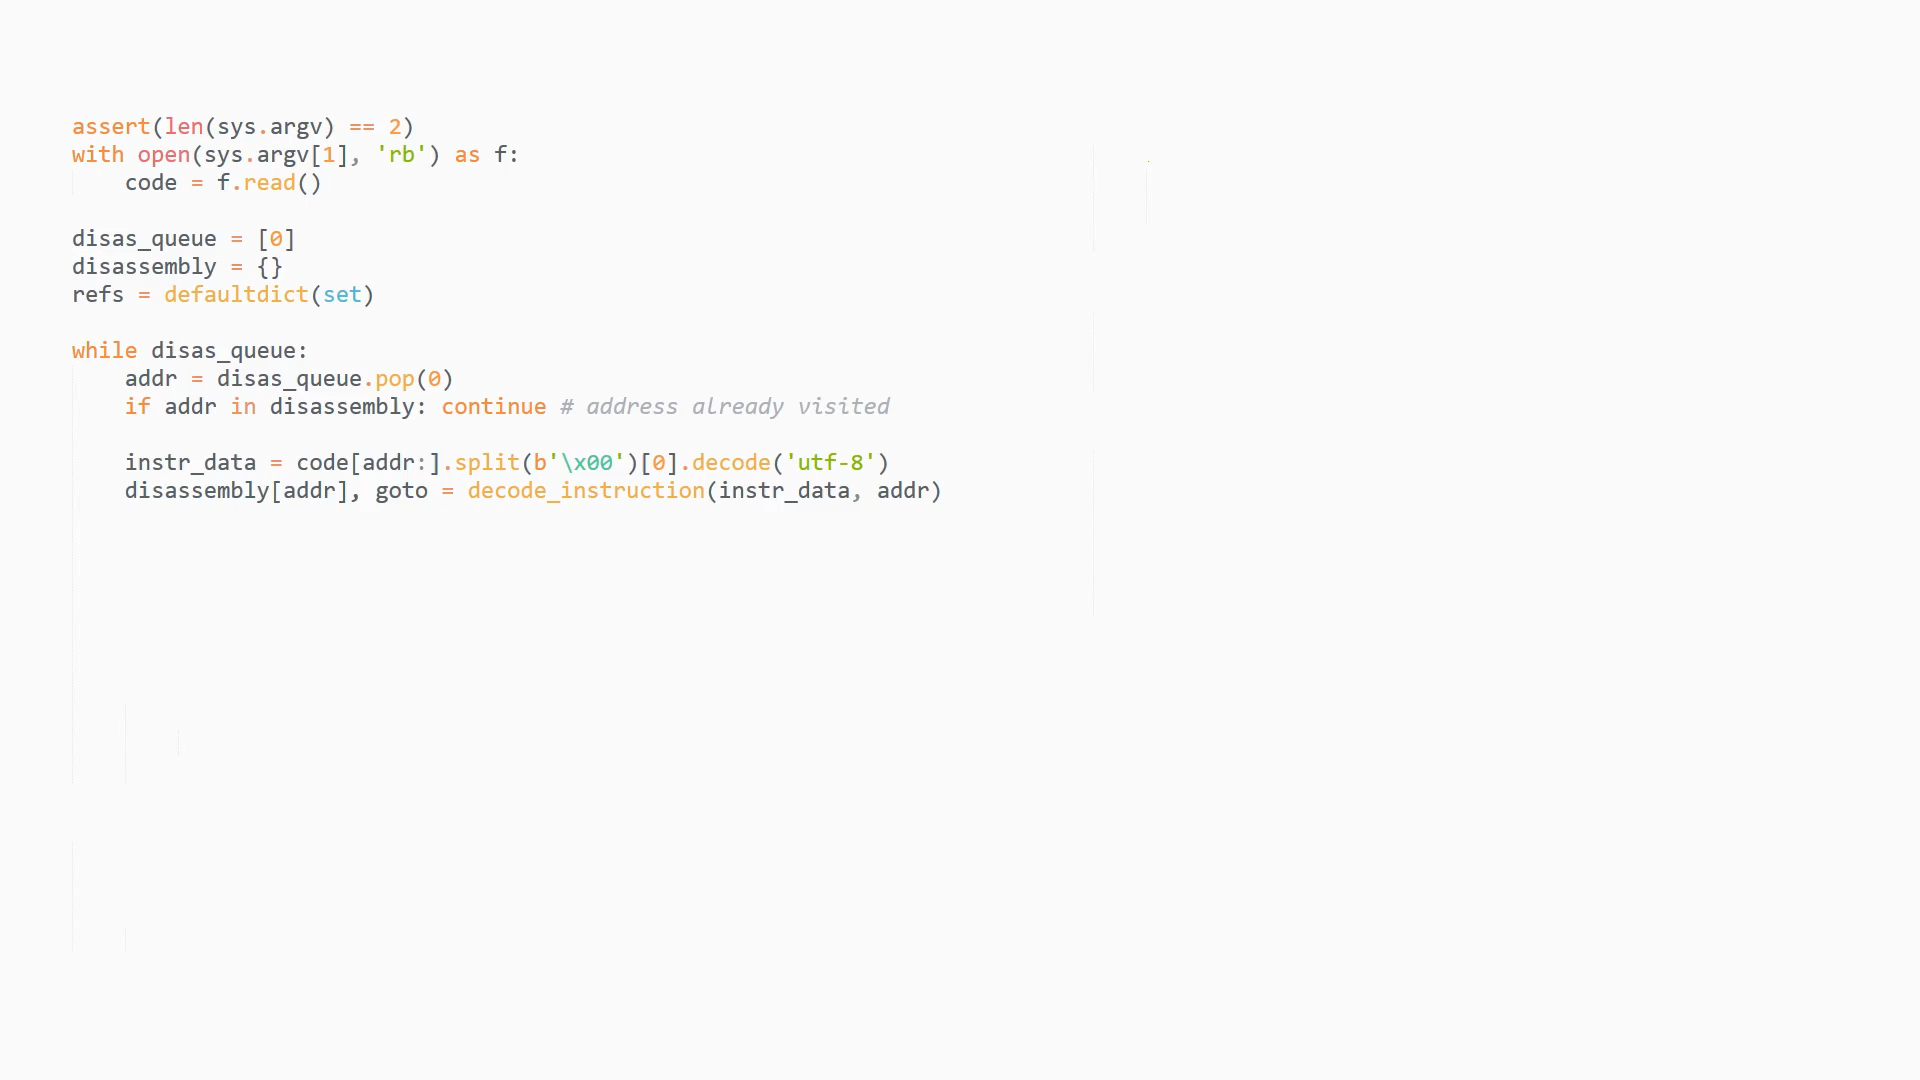 assert(len(sys.argv) == 2)
with open(sys.argv[1], 'rb') as f:
    code = f.read()

disas_queue = [0]
disassembly = {}
refs = defaultdict(set)

while disas_queue:
    addr = disas_queue.pop(0)
    if addr in disassembly: continue # address already visited

    instr_data = code[addr:].split(b'\x00')[0].decode('utf-8')
    disassembly[addr], goto = decode_instruction(instr_data, addr)